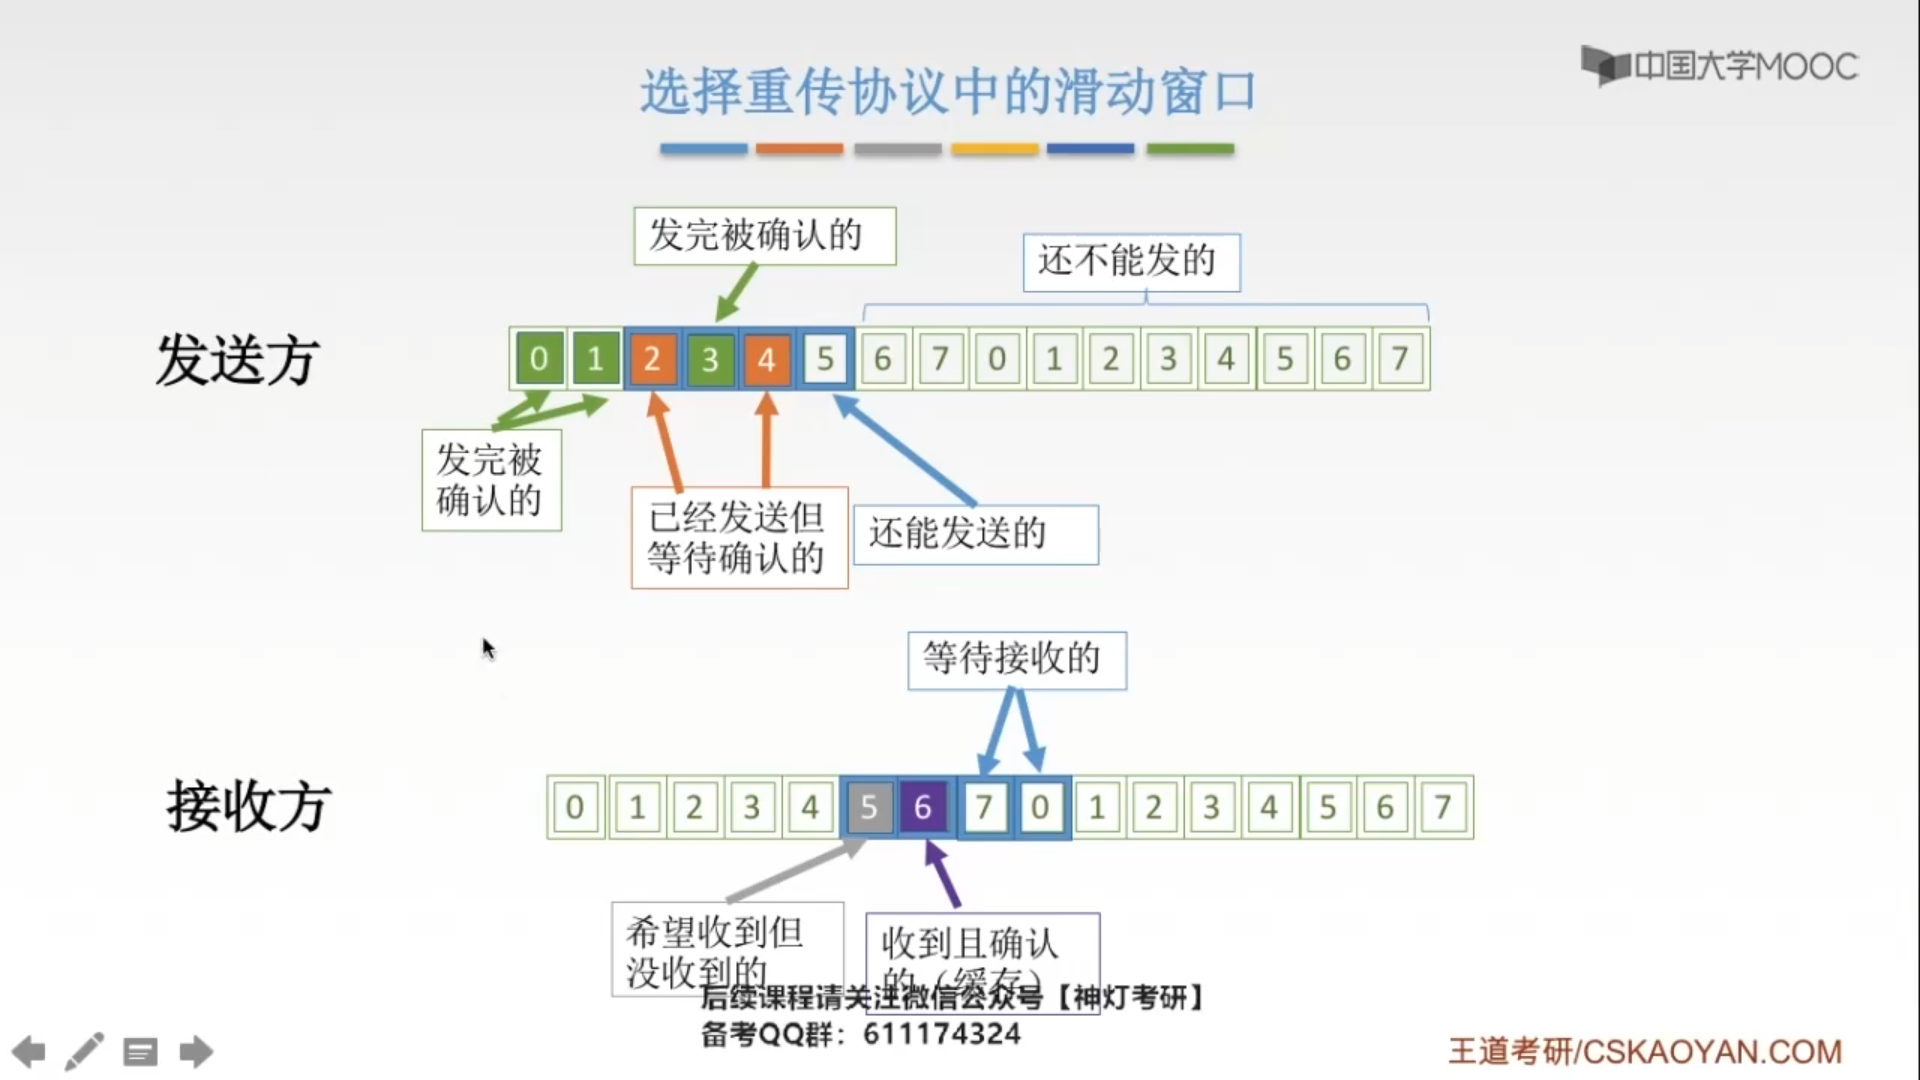 中国大学MOOC
选择重传协议中的滑动窗口
发完被确认的
还不能发的
发送方
0 1 2 3 4 5 6 7 0 1 2 3 4 5 6 7
发完被
确认的
已经发送但
等待确认的
还能发送的
等待接收的
接收方
0 1 2 3 4 5 6 7 0 1 2 3 4 5 6 7
希望收到但
没收到的
收到且确认
的（缓存）
后续课程请关注微信公众号【神灯考研】
备考QQ群：611174324
王道考研/CSKAOYAN.COM